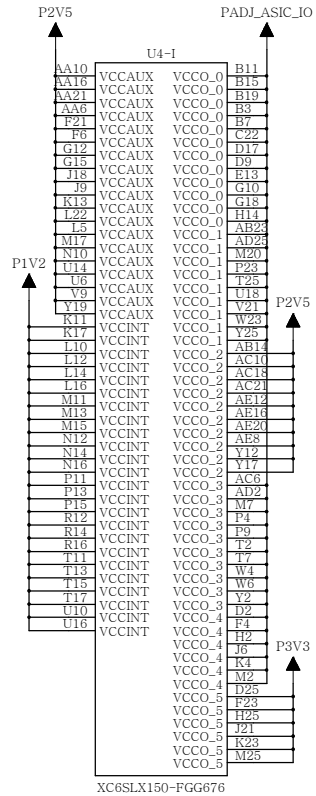 P2V5 PADJ_ASIC_IO
U4-I
AA10 VCCAUX VCCO_0 B11
AA16 VCCAUX VCCO_0 B15
AA21 VCCAUX VCCO_0 B19
AA6 VCCAUX VCCO_0 B3
F21 VCCAUX VCCO_0 B7
F6 VCCAUX VCCO_0 C22
G12 VCCAUX VCCO_0 D17
G15 VCCAUX VCCO_0 D9
J18 VCCAUX VCCO_0 E13
J9 VCCAUX VCCO_0 G10
K13 VCCAUX VCCO_0 G18
L22 VCCAUX VCCO_0 H14
L5 VCCAUX VCCO_1 AB23
M17 VCCAUX VCCO_1 AD25
N10 VCCAUX VCCO_1 M20
P1V2
U14 VCCAUX VCCO_1 P23
U6 VCCAUX VCCO_1 T25
V9 VCCAUX VCCO_1 U18
P2V5
Y19 VCCAUX VCCO_1 V21
K11 VCCINT VCCO_1 W23
K17 VCCINT VCCO_1 Y25
L10 VCCINT VCCO_2 AB14
L12 VCCINT VCCO_2 AC10
L14 VCCINT VCCO_2 AC18
L16 VCCINT VCCO_2 AC21
M11 VCCINT VCCO_2 AE12
M13 VCCINT VCCO_2 AE16
M15 VCCINT VCCO_2 AE20
N12 VCCINT VCCO_2 AE8
N14 VCCINT VCCO_2 Y12
N16 VCCINT VCCO_2 Y17
P11 VCCINT VCCO_3 AC6
P13 VCCINT VCCO_3 AD2
P15 VCCINT VCCO_3 M7
R12 VCCINT VCCO_3 P4
R14 VCCINT VCCO_3 P9
R16 VCCINT VCCO_3 T2
T11 VCCINT VCCO_3 T7
T13 VCCINT VCCO_3 W4
T15 VCCINT VCCO_3 W6
T17 VCCINT VCCO_3 Y2
U10 VCCINT VCCO_4 D2
U16 VCCINT VCCO_4 F4
VCCO_4 H2
P3V3
VCCO_4 J6
VCCO_4 K4
VCCO_4 M2
VCCO_5 D25
VCCO_5 F23
VCCO_5 H25
VCCO_5 J21
VCCO_5 K23
VCCO_5 M25
XC6SLX150-FGG676